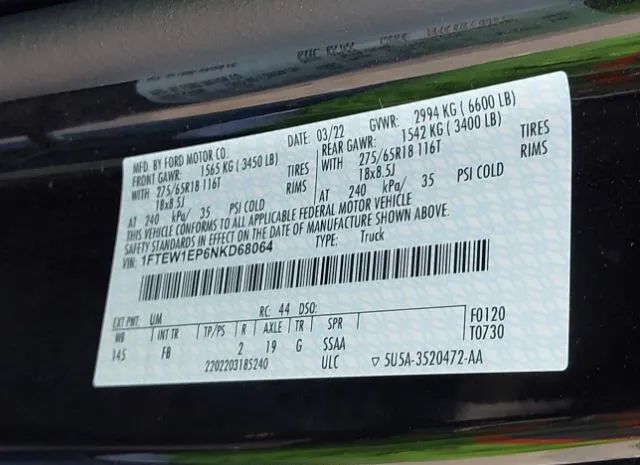 MFD. BY FORD MOTOR CO. DATE: 03/22 GVWR: 2994 KG ( 6600 LB)
FRONT GAWR: 1565 KG ( 3450 LB) REAR GAWR: 1542 KG ( 3400 LB)
WITH 275/65R18 116T TIRES WITH 275/65R18 116T TIRES
18x8.5J RIMS 18x8.5J RIMS
AT 240 kPa/ 35 PSI COLD AT 240 kPa/ 35 PSI COLD
THIS VEHICLE CONFORMS TO ALL APPLICABLE FEDERAL MOTOR VEHICLE
SAFETY STANDARDS IN EFFECT ON THE DATE OF MANUFACTURE SHOWN ABOVE.
VIN: 1FTEW1EP6NKD68064 TYPE: Truck
EXT PNT: UM RC: 44 DSO: F0120
WB INT TR TP/PS R AXLE TR SPR T0730
145 FB 2 19 G SSAA
2202203185240 ULC ▽ 5U5A-3520472-AA